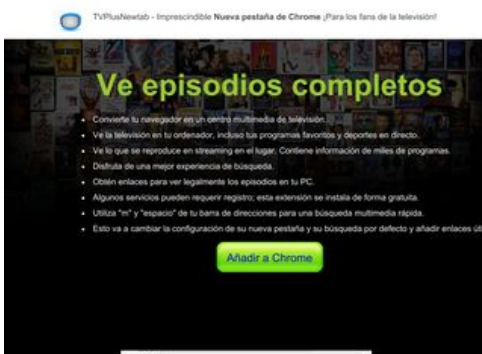 TVPlusNewtab - Imprescindible Nueva pestaña de Chrome ¡Para los fans de la televisión!
Ve episodios completos
Convierte tu navegador en un centro multimedia de televisión.
Ve la televisión en tu ordenador, incluso tus programas favoritos y deportes en directo.
Ve lo que se reproduce en streaming en el lugar. Contiene información de miles de programas.
Disfruta de una mejor experiencia de búsqueda.
Obtén enlaces para ver legalmente los episodios en tu PC.
Algunos servicios pueden requerir registro; esta extensión se instala de forma gratuita.
Utiliza "m" y "espacio" de tu barra de direcciones para una búsqueda multimedia rápida.
Esto va a cambiar la configuración de su nueva pestaña y su búsqueda por defecto y añadir enlaces úti
Añadir a Chrome